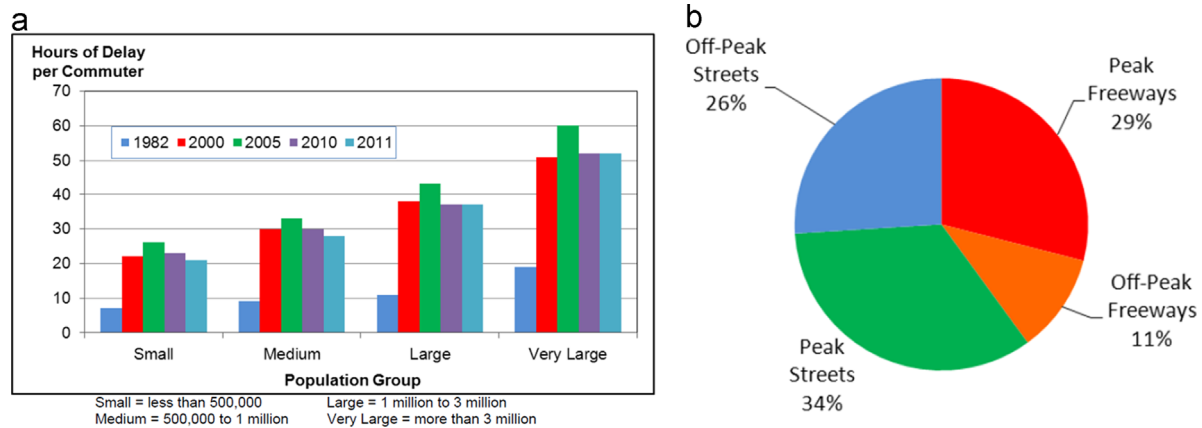 a
Hours of Delay
per Commuter
70
60
50
40
30
20
10
0
1982 2000 2005 2010 2011
Small Medium Large Very Large
Population Group
Small = less than 500,000 Large = 1 million to 3 million
Medium = 500,000 to 1 million Very Large = more than 3 million
b
Off-Peak
Streets
26%
Peak
Freeways
29%
Off-Peak
Freeways
11%
Peak
Streets
34%